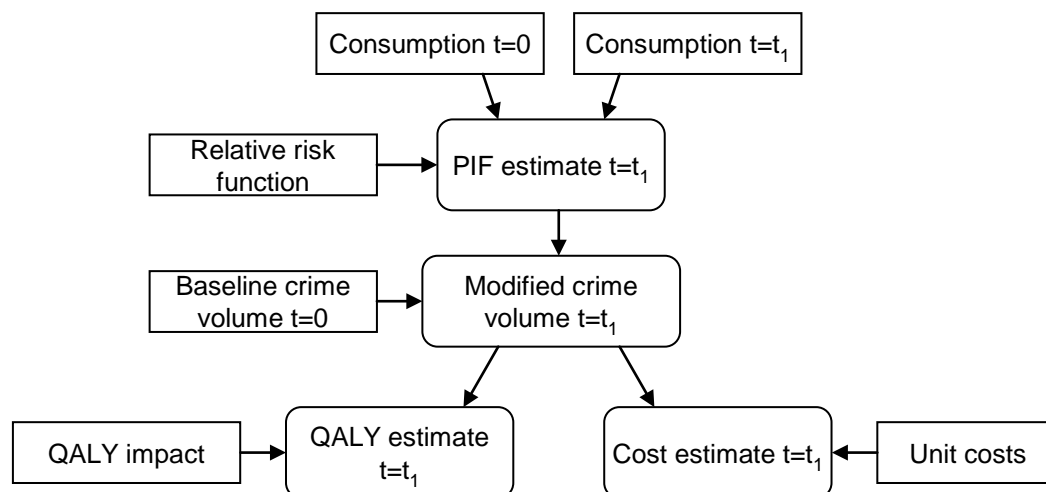 Consumption t=0
Consumption t=t₁
Relative risk
function
PIF estimate t=t₁
Baseline crime
volume t=0
Modified crime
volume t=t₁
QALY impact
QALY estimate
t=t₁
Cost estimate t=t₁
Unit costs